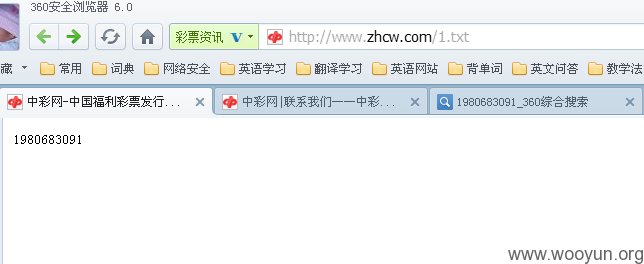 360安全浏览器 6.0
彩票资讯 http://www.zhcw.com/1.txt
藏 常用 词典 网络安全 英语学习 翻译学习 英语网站 背单词 英文问答 教学法
中彩网-中国福利彩票发行... 中彩网|联系我们一一中彩... 1980683091_360综合搜索
1980683091
www.wooyun.org